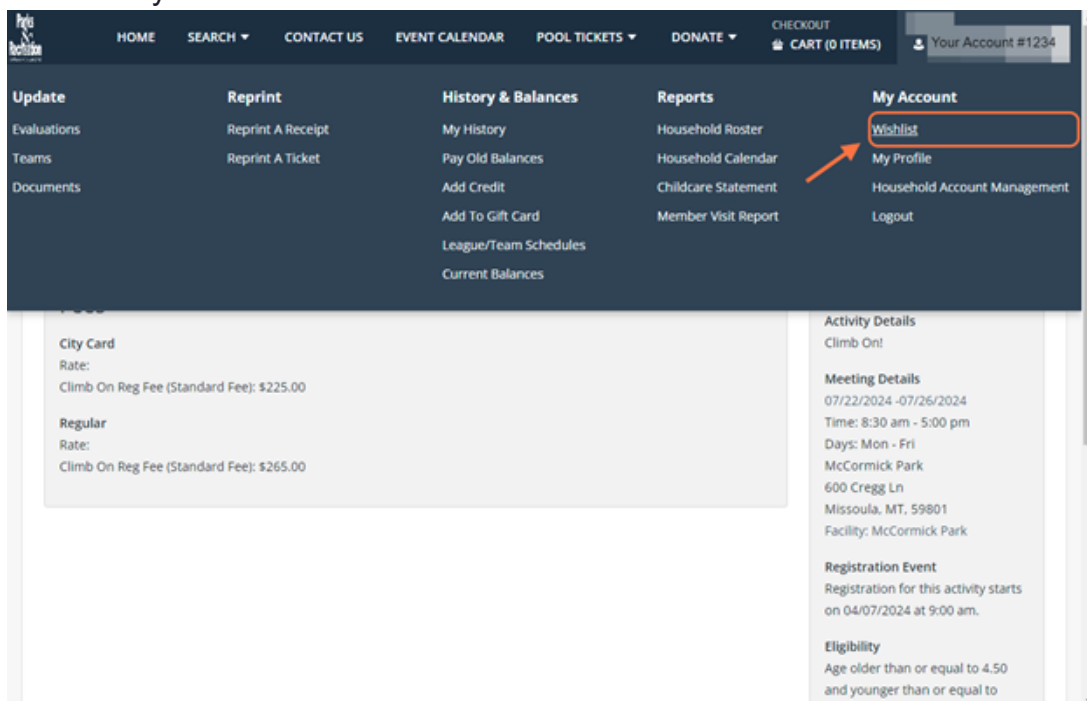 Parks
&
Recreation
HOME SEARCH CONTACT US EVENT CALENDAR POOL TICKETS DONATE
CHECKOUT
CART (0 ITEMS)
Your Account #1234
Update
Evaluations
Teams
Documents
Reprint
Reprint A Receipt
Reprint A Ticket
History & Balances
My History
Pay Old Balances
Add Credit
Add To Gift Card
League/Team Schedules
Current Balances
Reports
Household Roster
Household Calendar
Childcare Statement
Member Visit Report
My Account
Wishlist
My Profile
Household Account Management
Logout
City Card
Rate:
Climb On Reg Fee (Standard Fee): $225.00
Regular
Rate:
Climb On Reg Fee (Standard Fee): $265.00
Activity Details
Climb On!
Meeting Details
07/22/2024 -07/26/2024
Time: 8:30 am - 5:00 pm
Days: Mon - Fri
McCormick Park
600 Cregg Ln
Missoula, MT, 59801
Facility: McCormick Park
Registration Event
Registration for this activity starts
on 04/07/2024 at 9:00 am.
Eligibility
Age older than or equal to 4.50
and younger than or equal to